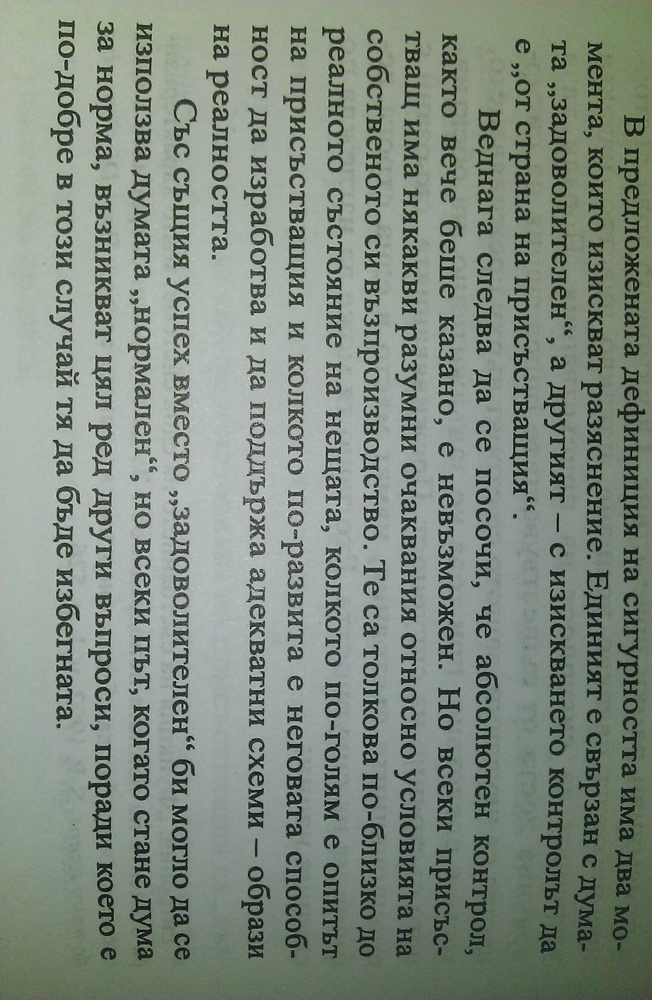 В предложената дефиниция на сигурността има два мо-
мента, които изискват разяснение. Единият е свързан с дума-
та „задоволителен“, а другият – с изискването контролът да
е „от страна на присъстващия“.
Веднага следва да се посочи, че абсолютен контрол,
както вече беше казано, е невъзможен. Но всеки присъс-
тващ има някакви разумни очаквания относно условията на
собственото си възпроизводство. Те са толкова по-близко до
реалното състояние на нещата, колкото по-голям е опитът
на присъстващия и колкото по-развита е неговата способ-
ност да изработва и да поддържа адекватни схеми – образи
на реалността.
Със същия успех вместо „задоволителен“ би могло да се
използва думата „нормален“, но всеки път, когато стане дума
за норма, възникват цял ред други въпроси, поради което е
по-добре в този случай тя да бъде избегната.